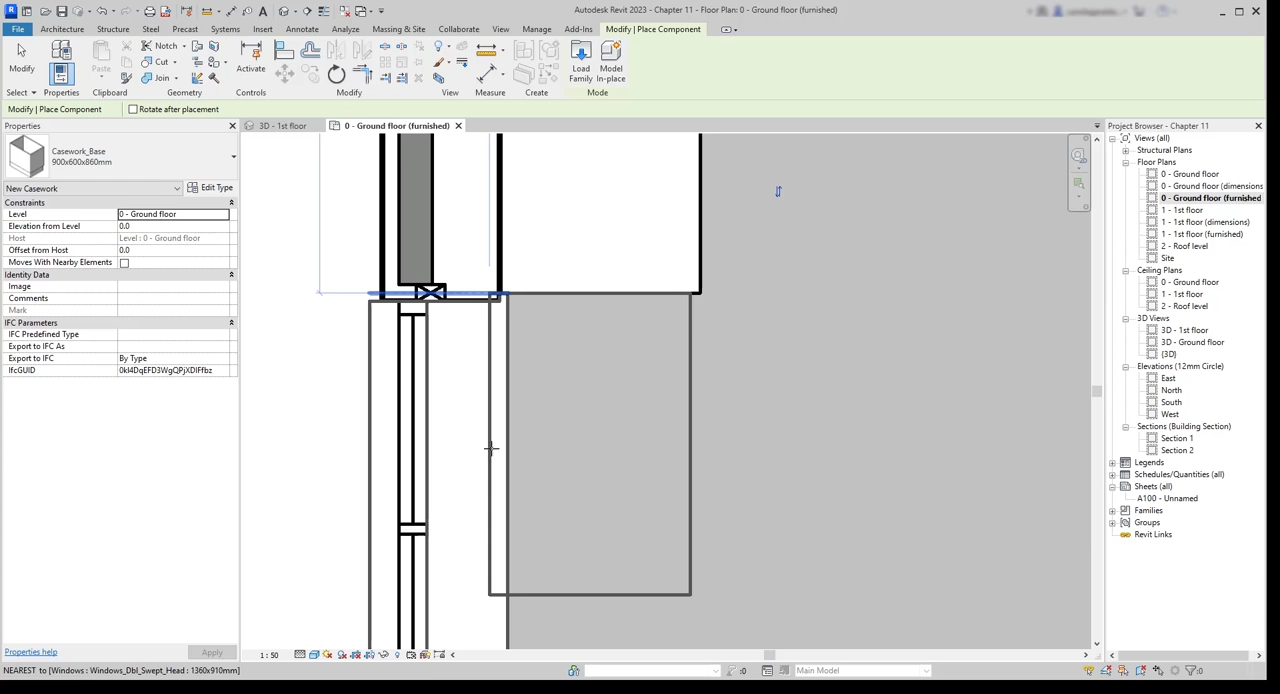 Autodesk Revit 2023 - Chapter 11 - Floor Plan: 0 - Ground floor (furnished)
File Architecture Structure Steel Precast Systems Insert Annotate Analyze Massing & Site Collaborate View Manage Add-Ins Modify | Place Component
Notch
Cut
Join
Modify
Paste
Activate
Load Family
Model In-place
Select Properties Clipboard Geometry Controls Modify View Measure Create Mode
Modify | Place Component Rotate after placement
Properties
3D - 1st floor
0 - Ground floor (furnished)
Project Browser - Chapter 11
Casework_Base
900x600x860mm
New Casework Edit Type
Constraints
Level 0 - Ground floor
Elevation from Level 0.0
Host Level : 0 - Ground floor
Offset from Host 0.0
Moves With Nearby Elements
Identity Data
Image
Comments
Mark
IFC Parameters
IFC Predefined Type
Export to IFC As
Export to IFC By Type
IfcGUID 0kl4DqEFD3WgQPjXDIFfbz
Properties help Apply
Views (all)
Structural Plans
Floor Plans
0 - Ground floor
0 - Ground floor (dimensions
0 - Ground floor (furnished
1 - 1st floor
1 - 1st floor (dimensions)
1 - 1st floor (furnished)
2 - Roof level
Site
Ceiling Plans
0 - Ground floor
1 - 1st floor
2 - Roof level
3D Views
3D - 1st floor
3D - Ground floor
{3D}
Elevations (12mm Circle)
East
North
South
West
Sections (Building Section)
Section 1
Section 2
Legends
Schedules/Quantities (all)
Sheets (all)
A100 - Unnamed
Families
Groups
Revit Links
1 : 50
NEAREST to [Windows : Windows_Dbl_Swept_Head : 1360x910mm]
:0
Main Model
:0